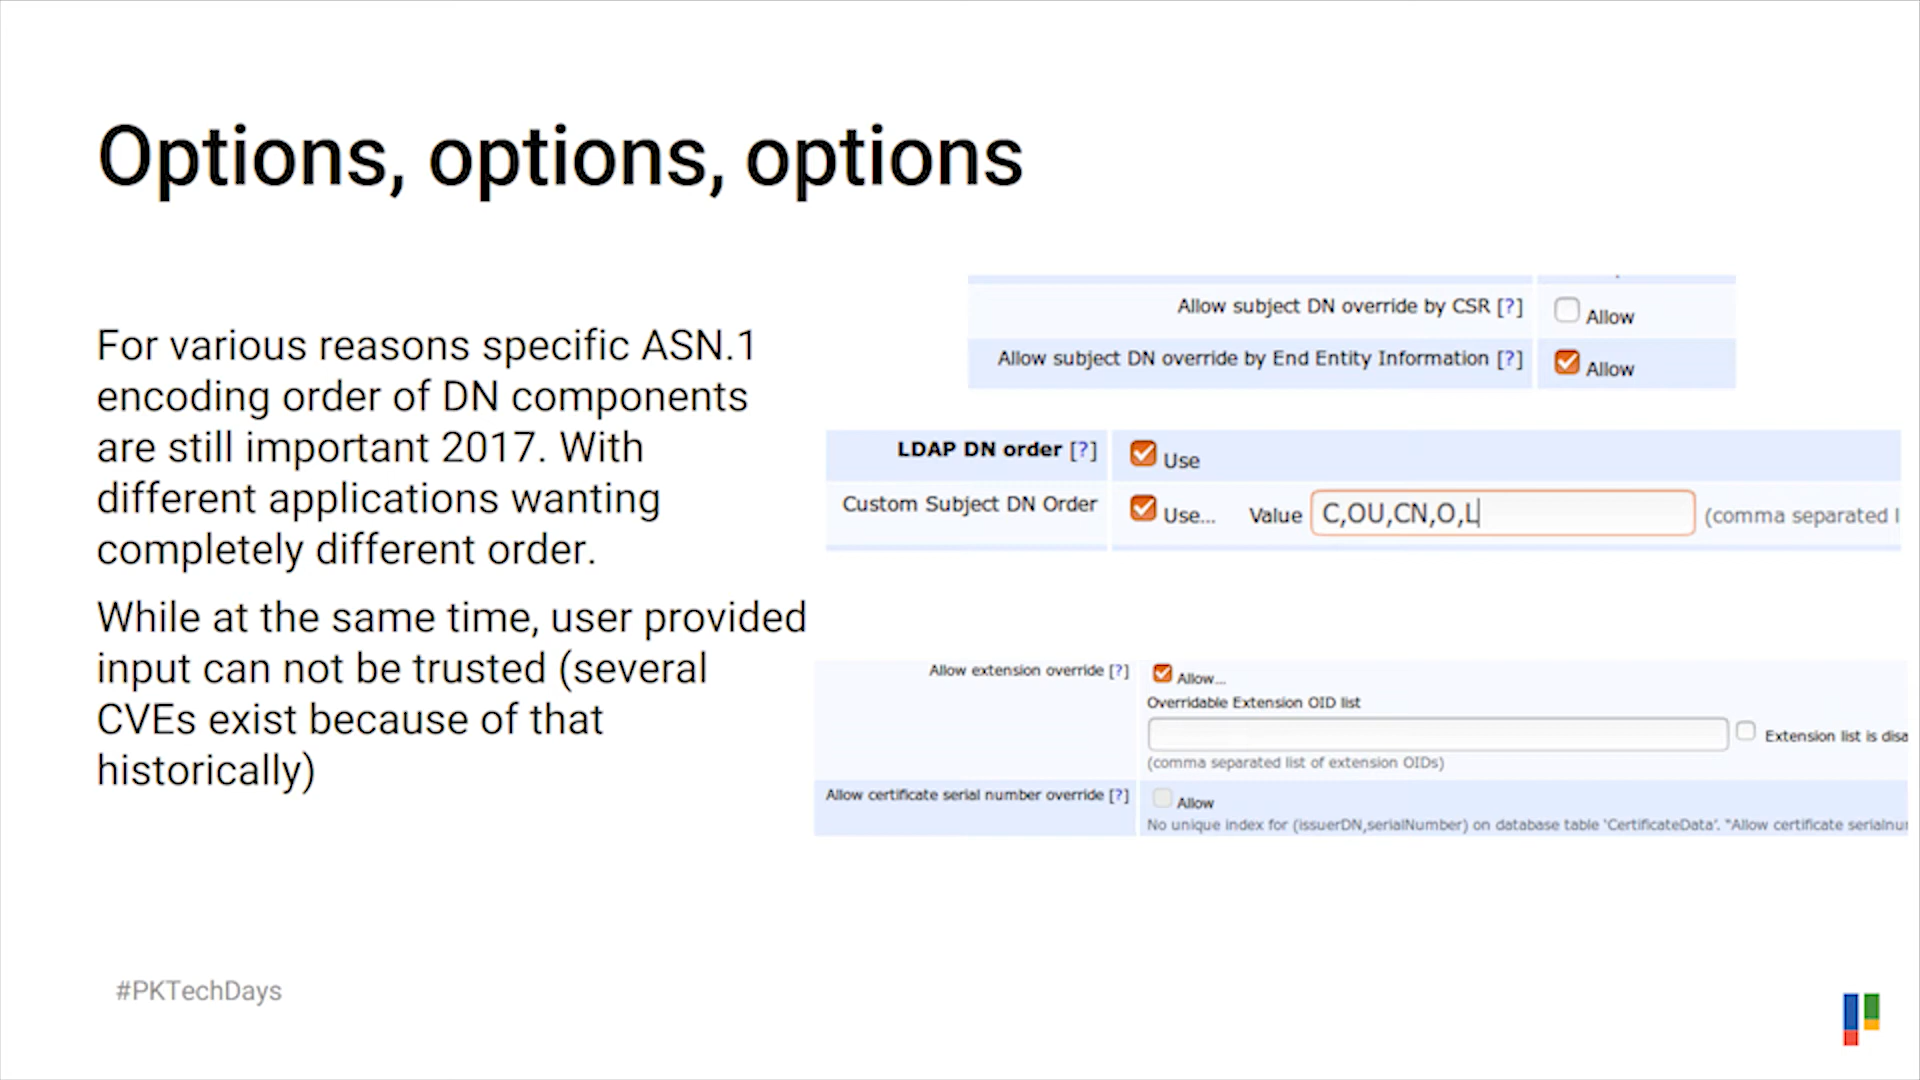 Options, options, options
For various reasons specific ASN.1
encoding order of DN components
are still important 2017. With
different applications wanting
completely different order.
While at the same time, user provided
input can not be trusted (several
CVEs exist because of that
historically)
Allow subject DN override by CSR [?] Allow
Allow subject DN override by End Entity Information [?] Allow
LDAP DN order [?] Use
Custom Subject DN Order Use... Value C,OU,CN,O,L (comma separated l
Allow extension override [?] Allow...
Overridable Extension OID list
Extension list is disa
(comma separated list of extension OIDs)
Allow certificate serial number override [?] Allow
No unique index for (issuerDN,serialNumber) on database table 'CertificateData'. "Allow certificate serialnu
#PKTechDays